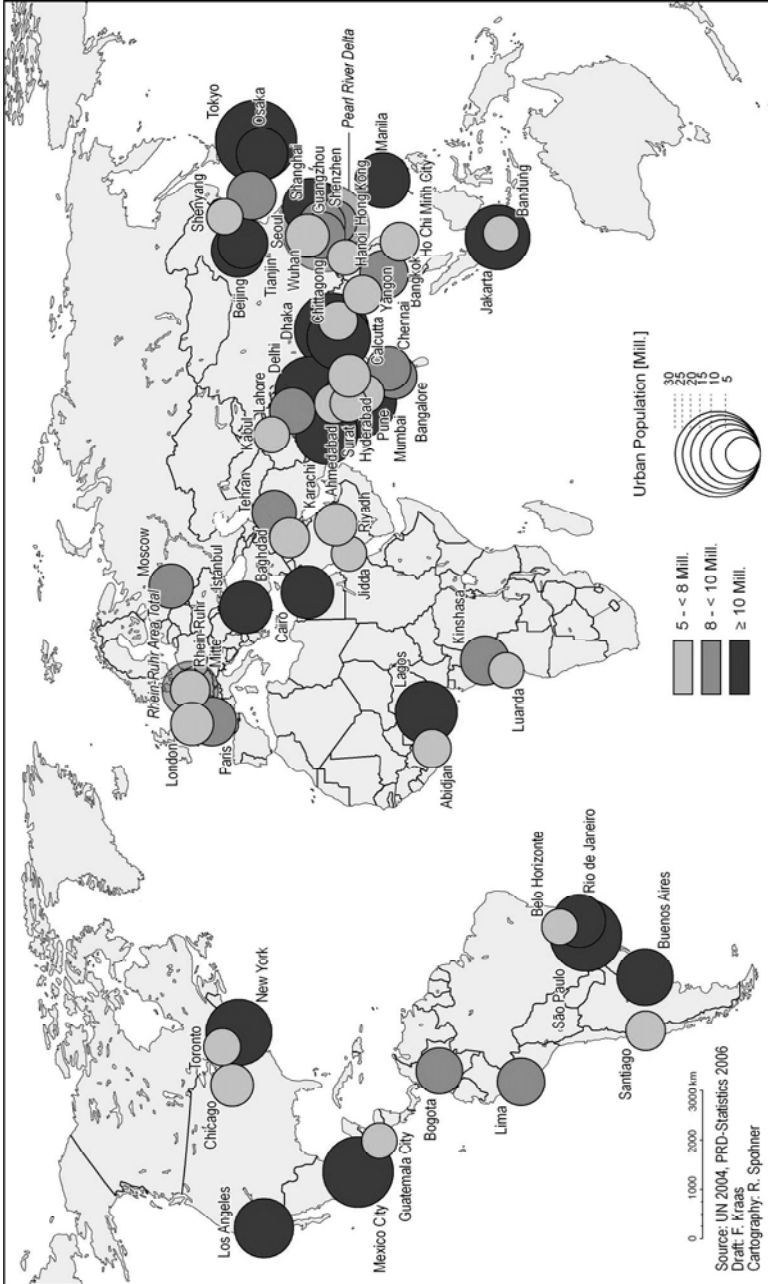 Los Angeles
Mexico City
Guatemala City
Chicago
Toronto
New York
Bogota
Lima
Santiago
São Paulo
Belo Horizonte
Rio de Janeiro
Buenos Aires
London
Paris
Rhein-Ruhr Area, total
Rhein-Ruhr
Mitte
Moscow
Istanbul
Cairo
Baghdad
Tehran
Riyadh
Jidda
Abidjan
Lagos
Kinshasa
Luarda
Kabul
Lahore
Delhi
Karachi
Ahmedabad
Surat
Hyderabad
Pune
Mumbai
Bangalore
Chennai
Calcutta
Dhaka
Chittagong
Yangon
Bangkok
Ho Chi Minh City
Hanoi
Wuhan
Beijing
Tianjin
Seoul
Shenyang
Tokyo
Osaka
Shanghai
Guangzhou
Shenzhen
Hong Kong
Pearl River Delta
Manila
Jakarta
Bandung
0 1000 2000 3000 km
Source: UN 2004, PRD-Statistics 2006
Draft: F. Kraas
Cartography: R. Spohner
5 - < 8 Mill.
8 - < 10 Mill.
≥ 10 Mill.
Urban Population [Mill.]
30
25
20
15
10
5